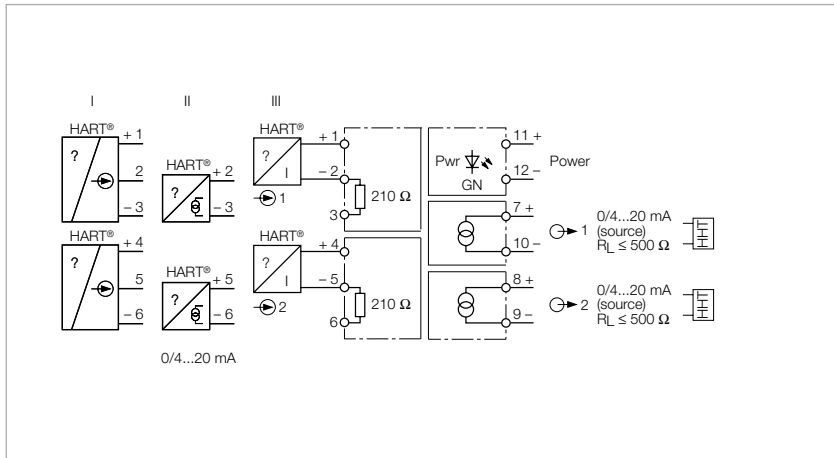 I II III
HART® HART®
+ 1 + 1 11 +
? HART® ? Pwr Power
2 + 2 I – 2 12 –
? 1 210 Ω GN
– 3 – 3 3 7 + 0/4...20 mA
1 (source)
HART® HART® 10 – RL ≤ 500 Ω
+ 4 + 4
? HART® ? 8 + 0/4...20 mA
5 + 5 I – 5 2 (source)
? 2 210 Ω 9 – RL ≤ 500 Ω
– 6 – 6 6
0/4...20 mA
HHT
HHT